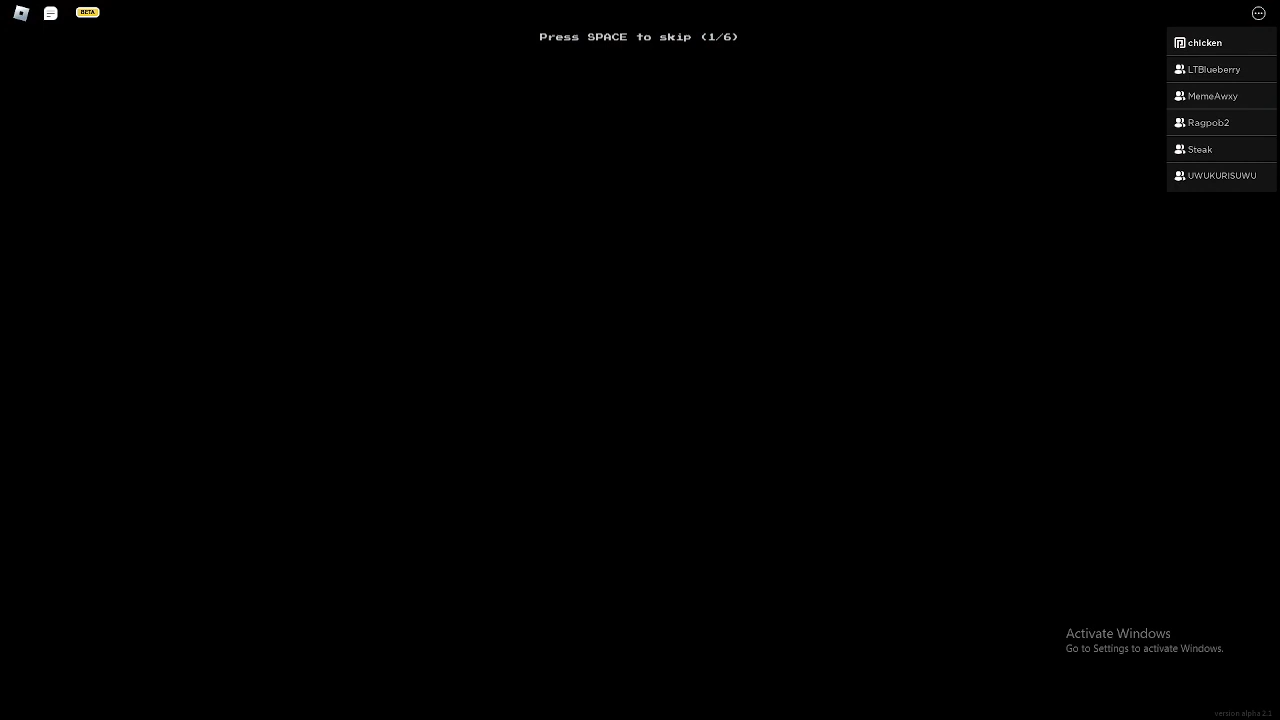 BETA
Press SPACE to skip (1/6)
chicken
LTBlueberry
MemeAwxy
Ragpob2
Steak
UWUKURISUWU
Activate Windows
Go to Settings to activate Windows.
version alpha 2.1